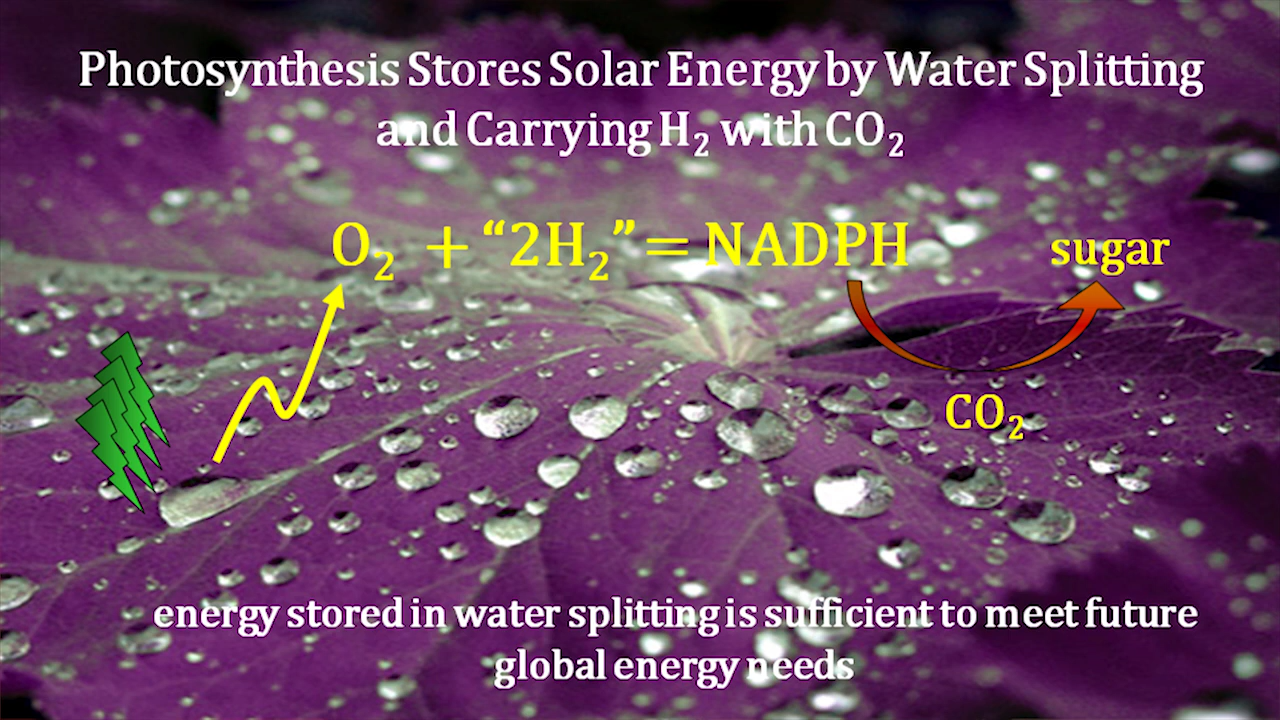 Photosynthesis Stores Solar Energy by Water Splitting
and Carrying H₂ with CO₂
O₂ + “2H₂” = NADPH
sugar
CO₂
energy stored in water splitting is sufficient to meet future
global energy needs